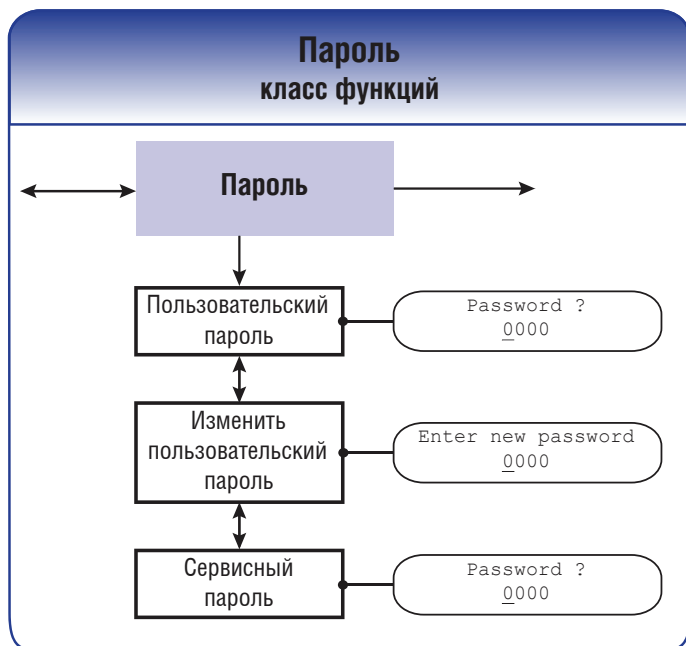 Пароль
класс функций
Пароль
Пользовательский
пароль
Password ?
0000
Изменить
пользовательский
пароль
Enter new password
0000
Сервисный
пароль
Password ?
0000